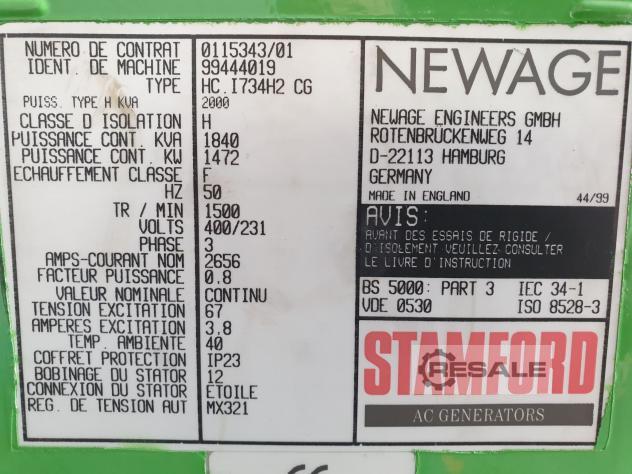 NUMERO DE CONTRAT 0115343/01
IDENT. DE MACHINE 99444019
TYPE HC.I734H2 CG
PUISS. TYPE H KVA 2000
CLASSE D ISOLATION H
PUISSANCE CONT. KVA 1840
PUISSANCE CONT. KW 1472
ECHAUFFEMENT CLASSE F
HZ 50
TR / MIN 1500
VOLTS 400/231
PHASE 3
AMPS-COURANT NOM 2656
FACTEUR PUISSANCE 0.8
VALEUR NOMINALE CONTINU
TENSION EXCITATION 67
AMPERES EXCITATION 3.8
TEMP. AMBIENTE 40
COFFRET PROTECTION IP23
BOBINAGE DU STATOR 12
CONNEXION DU STATOR ETOILE
REG. DE TENSION AUT MX321
NEWAGE
NEWAGE ENGINEERS GMBH
ROTENBRUCKENWEG 14
D-22113 HAMBURG
GERMANY
MADE IN ENGLAND 44/99
AVIS:
AVANT DES ESSAIS DE RIGIDE /
D'ISOLEMENT VEUILLEZ CONSULTER
LE LIVRE D'INSTRUCTION
BS 5000: PART 3 IEC 34-1
VDE 0530 ISO 8528-3
STAMFORD
RESALE
AC GENERATORS